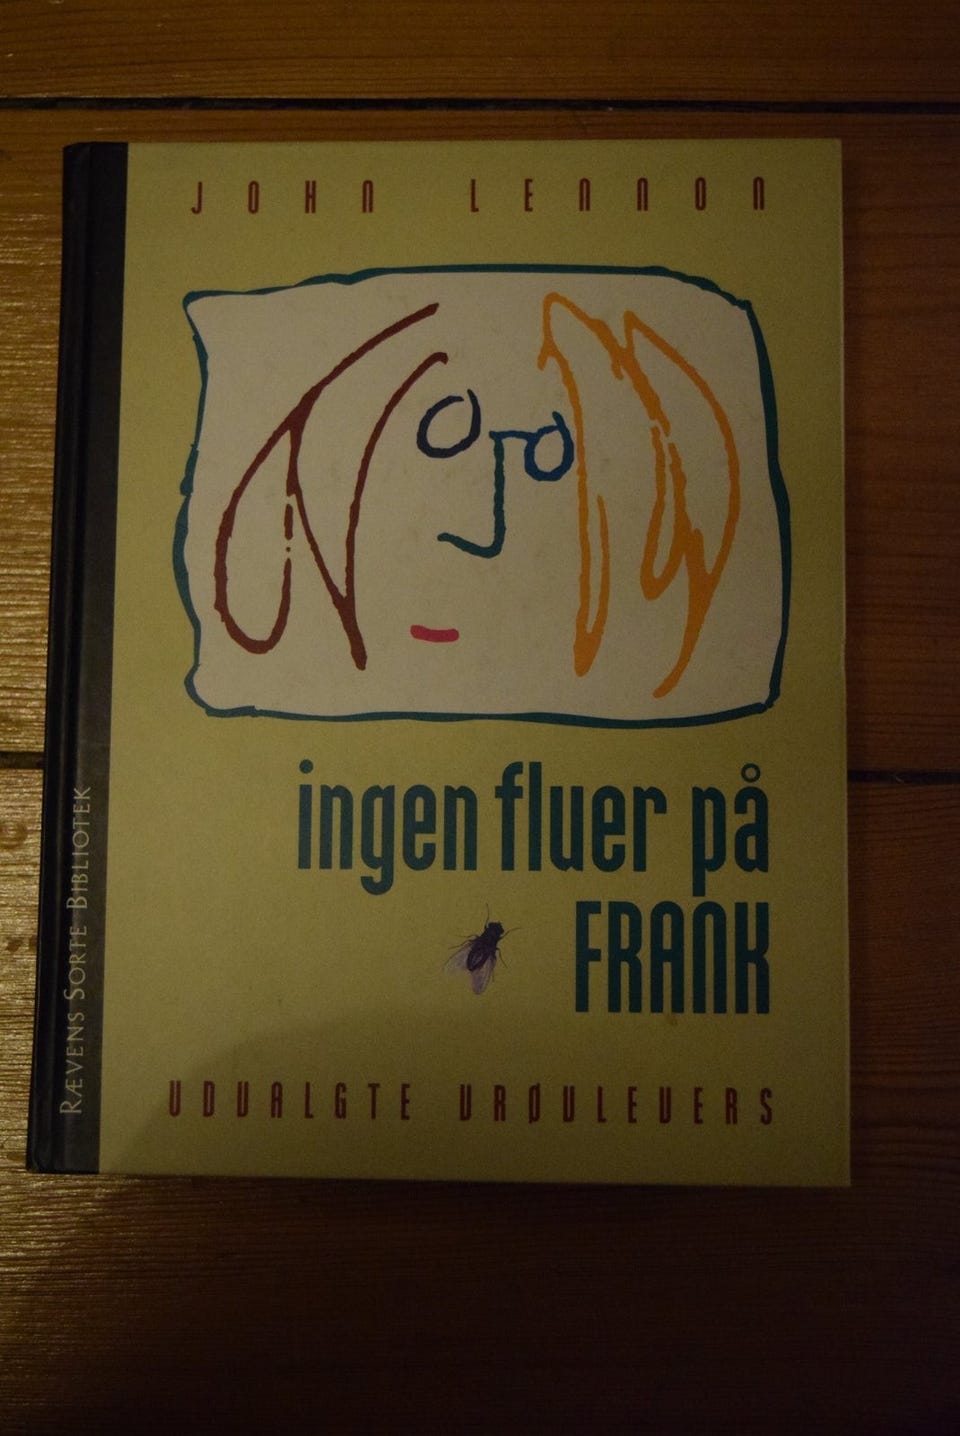 JOHN LENNON
ingen fluer på
FRANK
UDVALGTE VRØVLEVERS
RÆVENS SORTE BIBLIOTEK